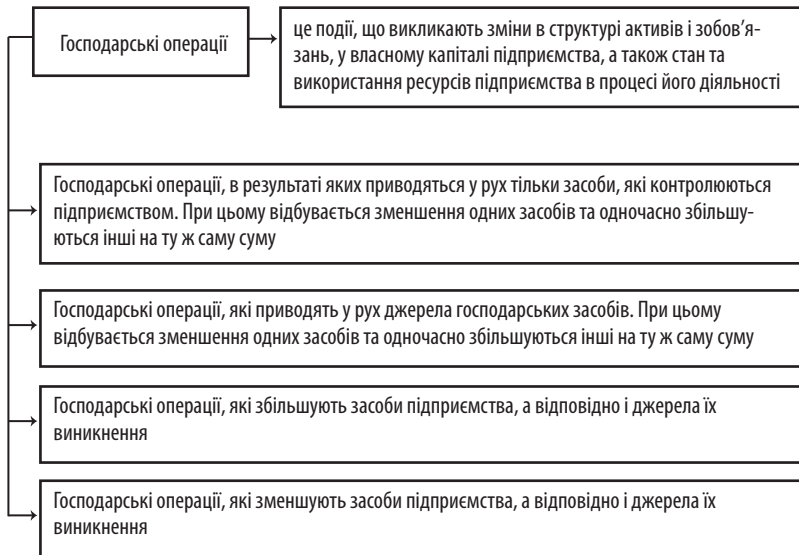 Господарські операції
це події, що викликають зміни в структурі активів і зобов’я-
зань, у власному капіталі підприємства, а також стан та
використання ресурсів підприємства в процесі його діяльності
Господарські операції, в результаті яких приводяться у рух тільки засоби, які контролюються
підприємством. При цьому відбувається зменшення одних засобів та одночасно збільшу-
ються інші на ту ж саму суму
Господарські операції, які приводять у рух джерела господарських засобів. При цьому
відбувається зменшення одних засобів та одночасно збільшуються інші на ту ж саму суму
Господарські операції, які збільшують засоби підприємства, а відповідно і джерела їх
виникнення
Господарські операції, які зменшують засоби підприємства, а відповідно і джерела їх
виникнення